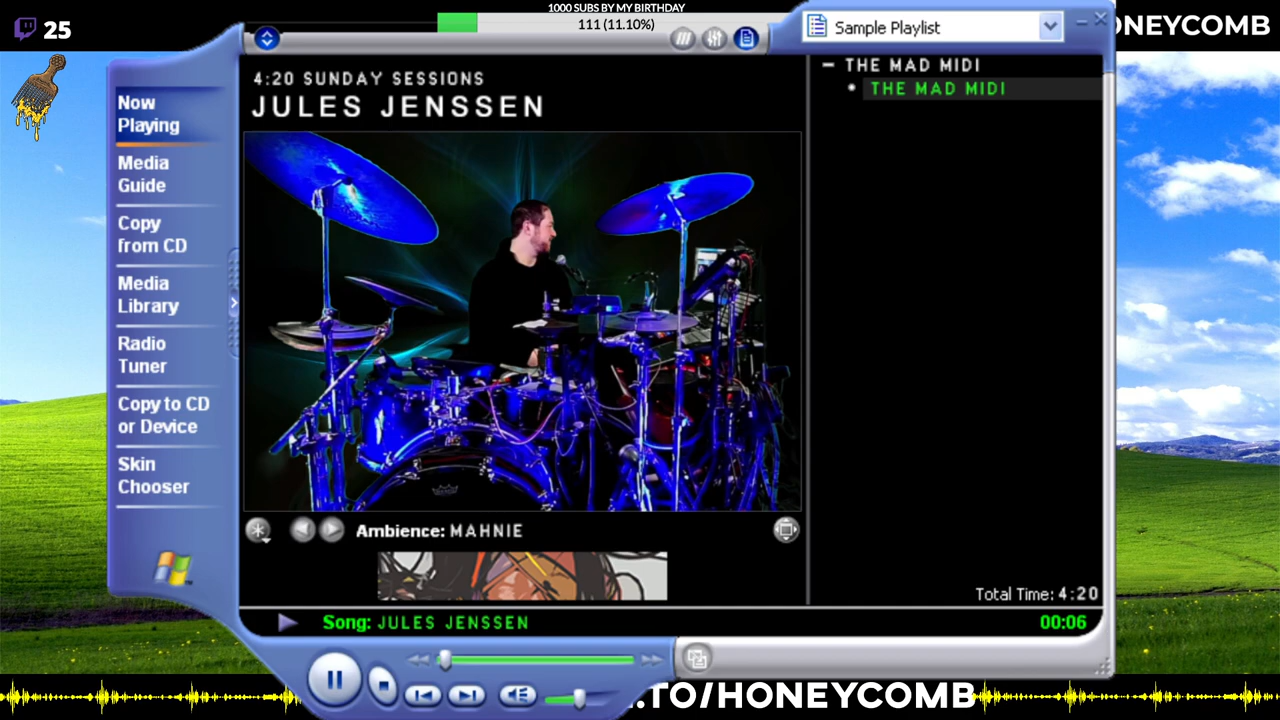 1000 SUBS BY MY BIRTHDAY
25
111 (11.10%)
Sample Playlist
ONEYCOMB
4:20 SUNDAY SESSIONS
JULES JENSSEN
THE MAD MIDI
THE MAD MIDI
Now
Playing
Media
Guide
Copy
from CD
Media
Library
Radio
Tuner
Copy to CD
or Device
Skin
Chooser
Ambience: MAHNIE
Total Time: 4:20
Song: JULES JENSSEN
00:06
.TO/HONEYCOMB